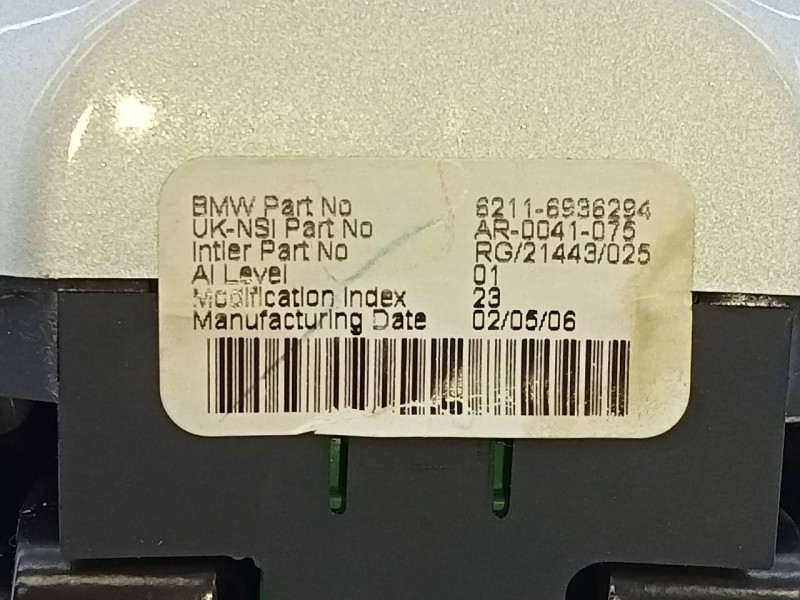 BMW Part No 6211-6936294
UK-NSI Part No AR-0041-075
Intier Part No RG/21443/025
AI Level 01
Modification Index 23
Manufacturing Date 02/05/06